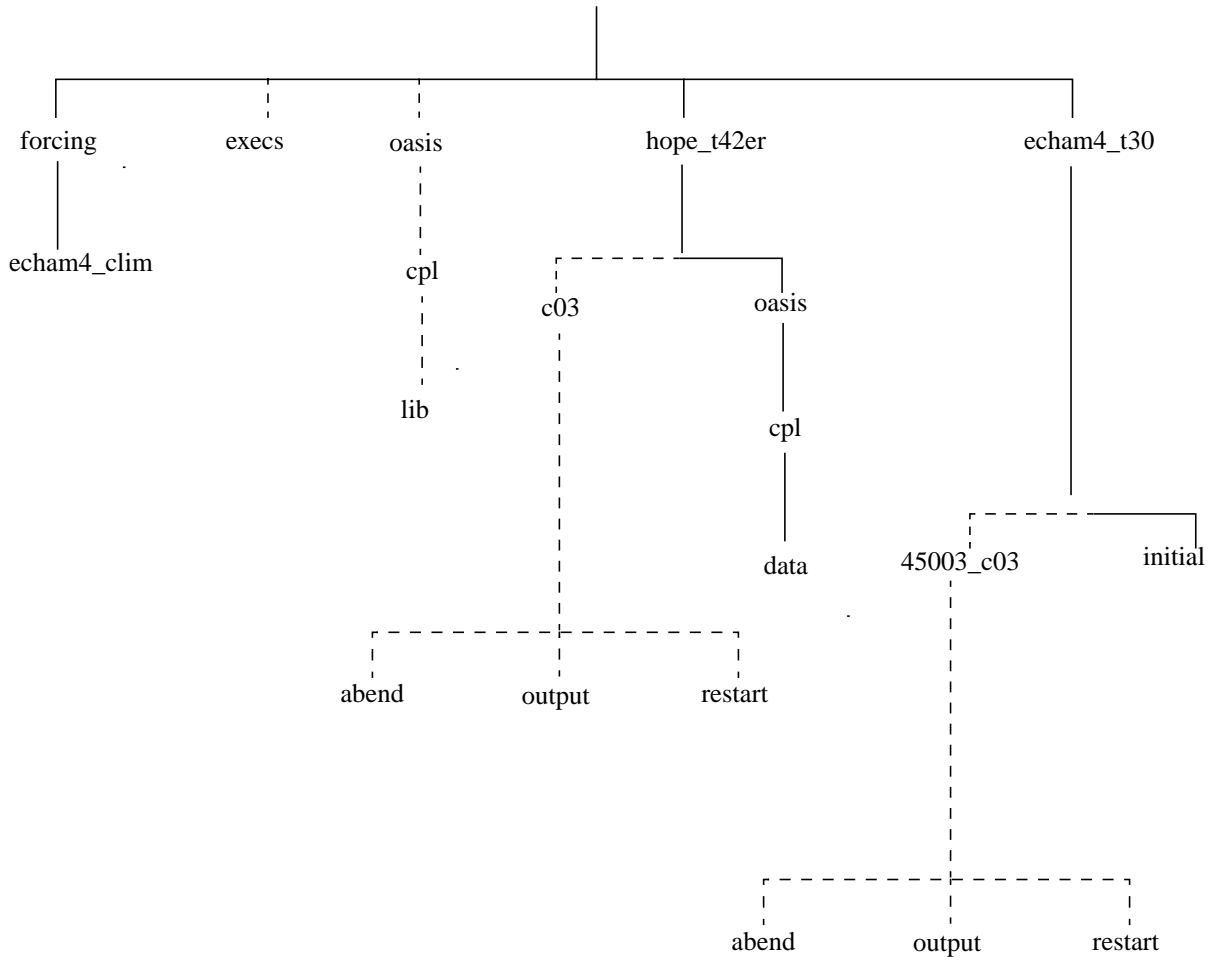 forcing
execs
oasis
hope_t42er
echam4_t30
echam4_clim
cpl
c03
oasis
lib
cpl
data
45003_c03
initial
abend
output
restart
abend
output
restart